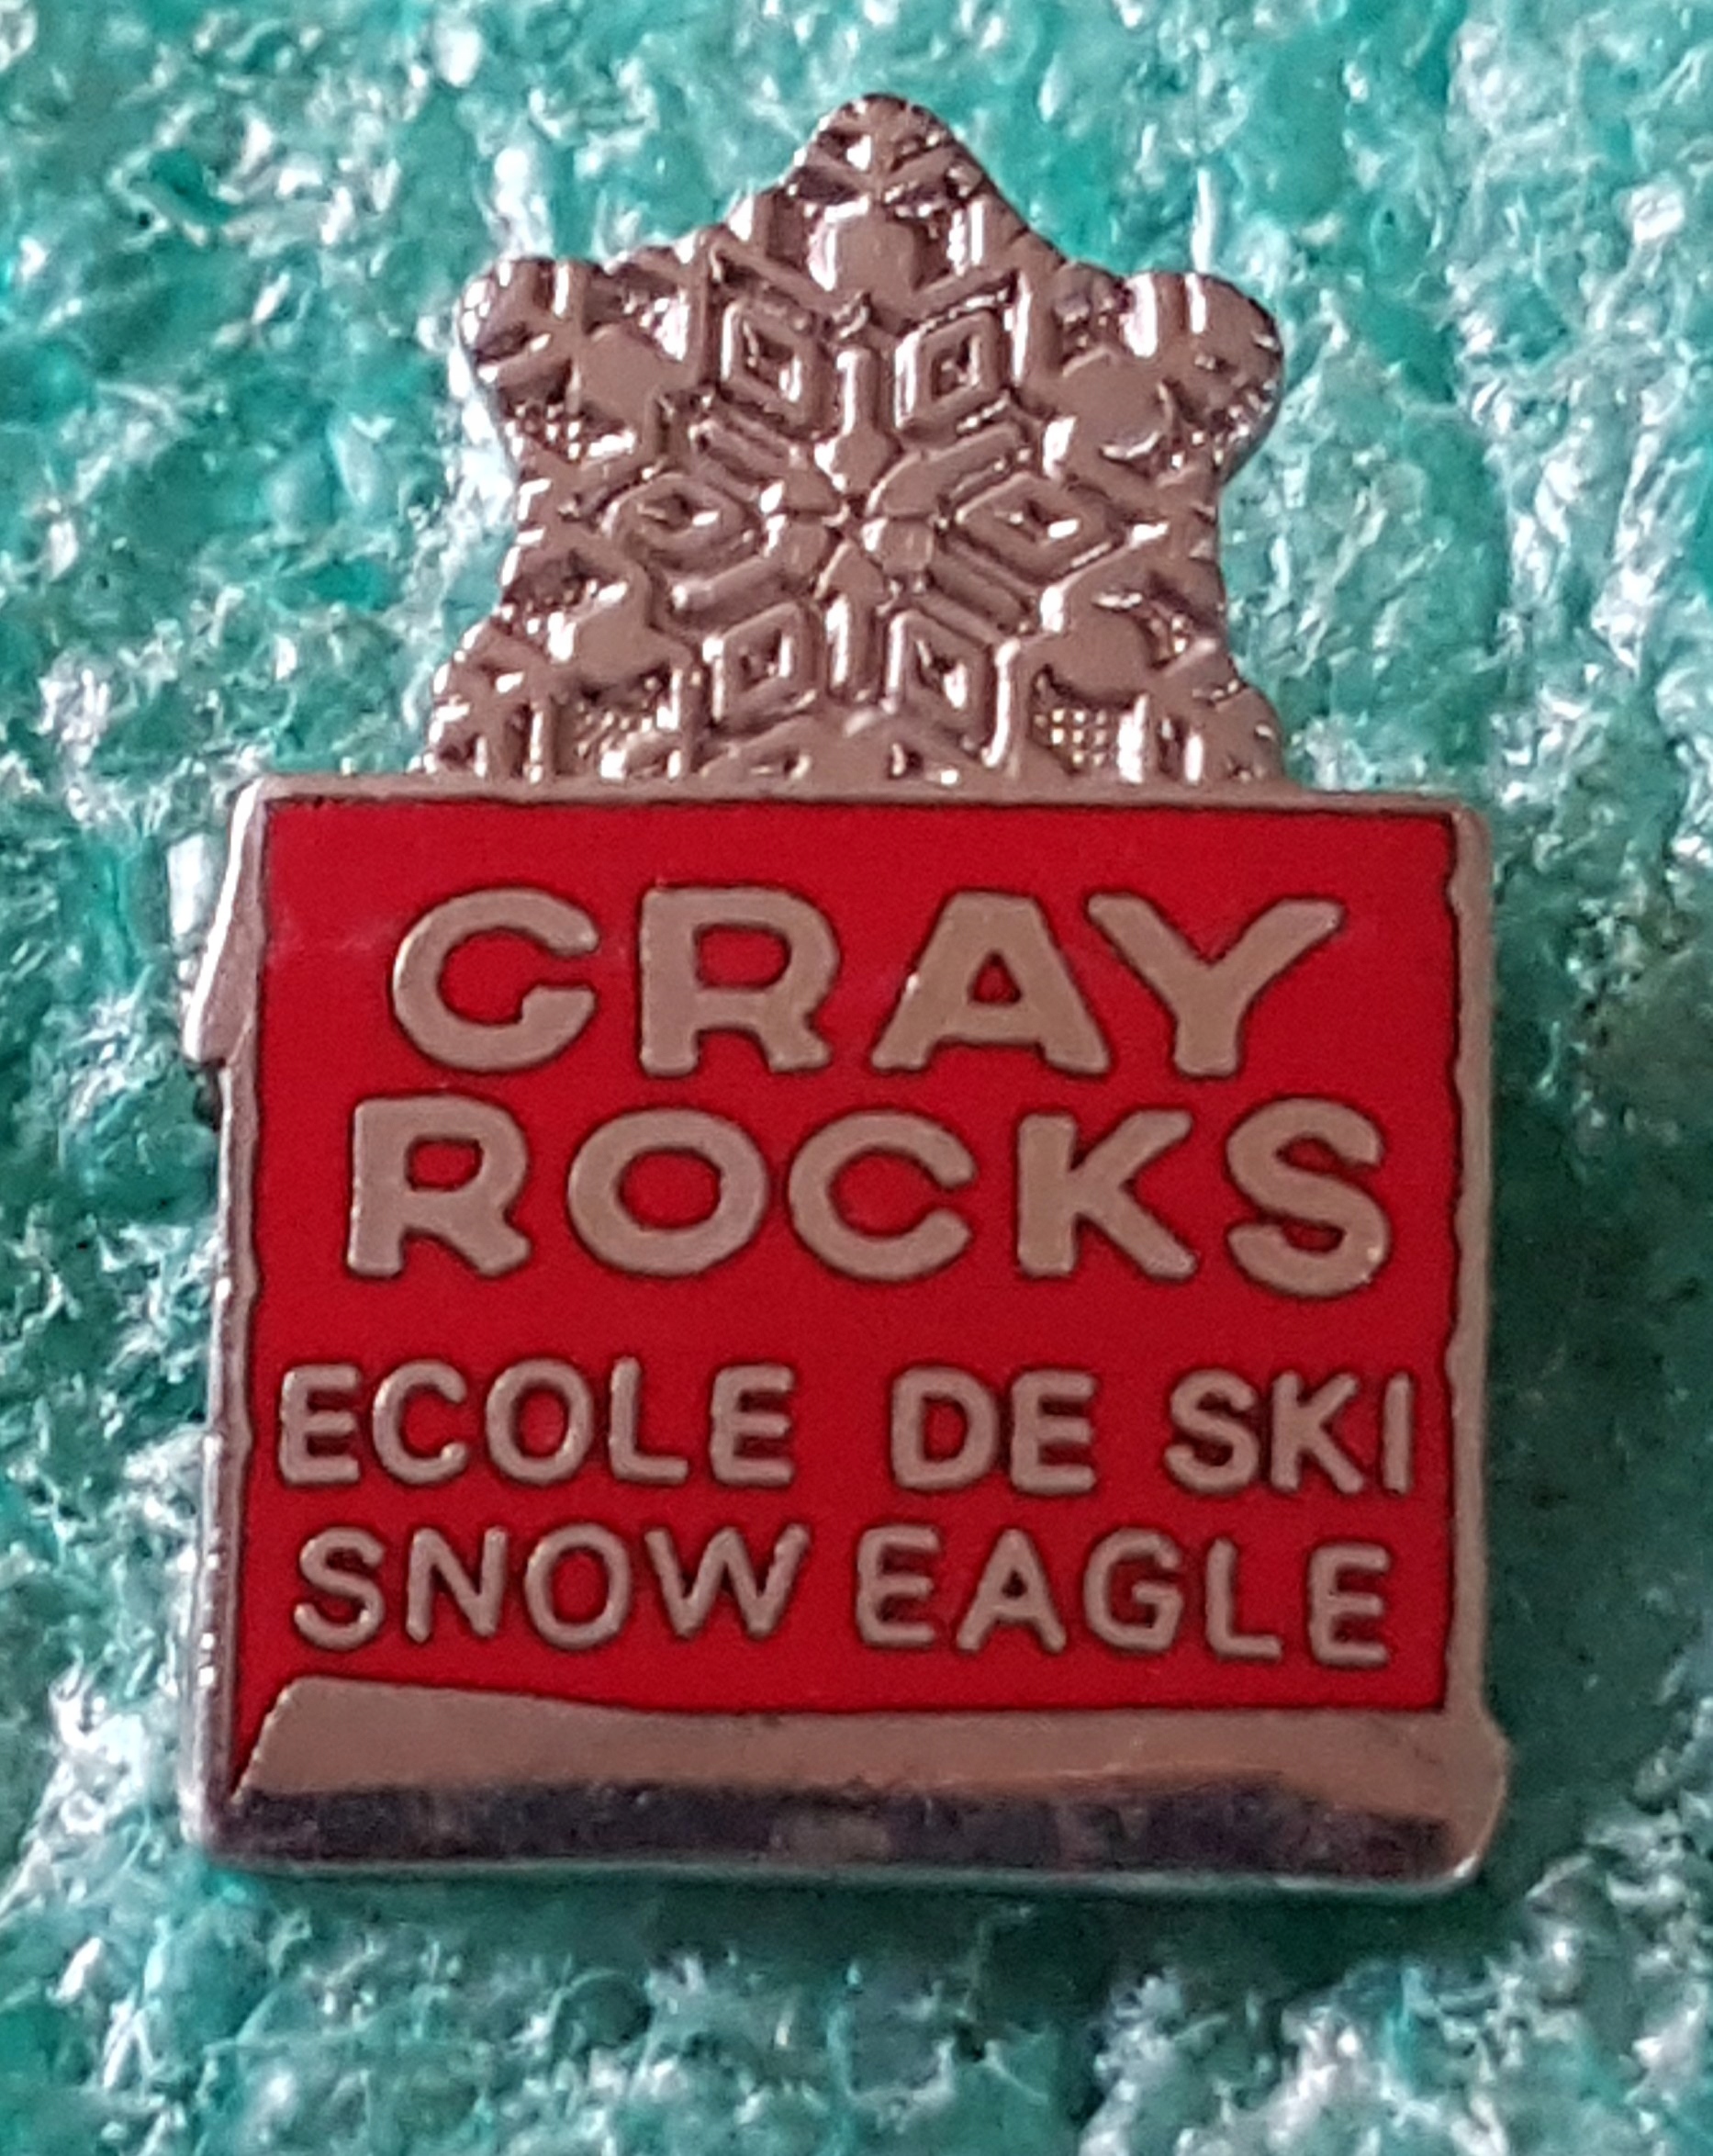 GRAY
ROCKS
ECOLE DE SKI
SNOW EAGLE